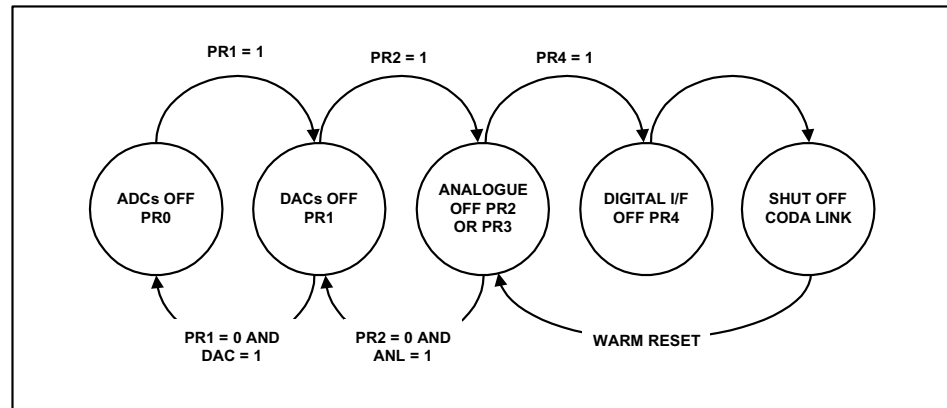 PR1 = 1
PR2 = 1
PR4 = 1
ADCs OFF
PR0
DACs OFF
PR1
ANALOGUE
OFF PR2
OR PR3
DIGITAL I/F
OFF PR4
SHUT OFF
CODA LINK
PR1 = 0 AND
DAC = 1
PR2 = 0 AND
ANL = 1
WARM RESET